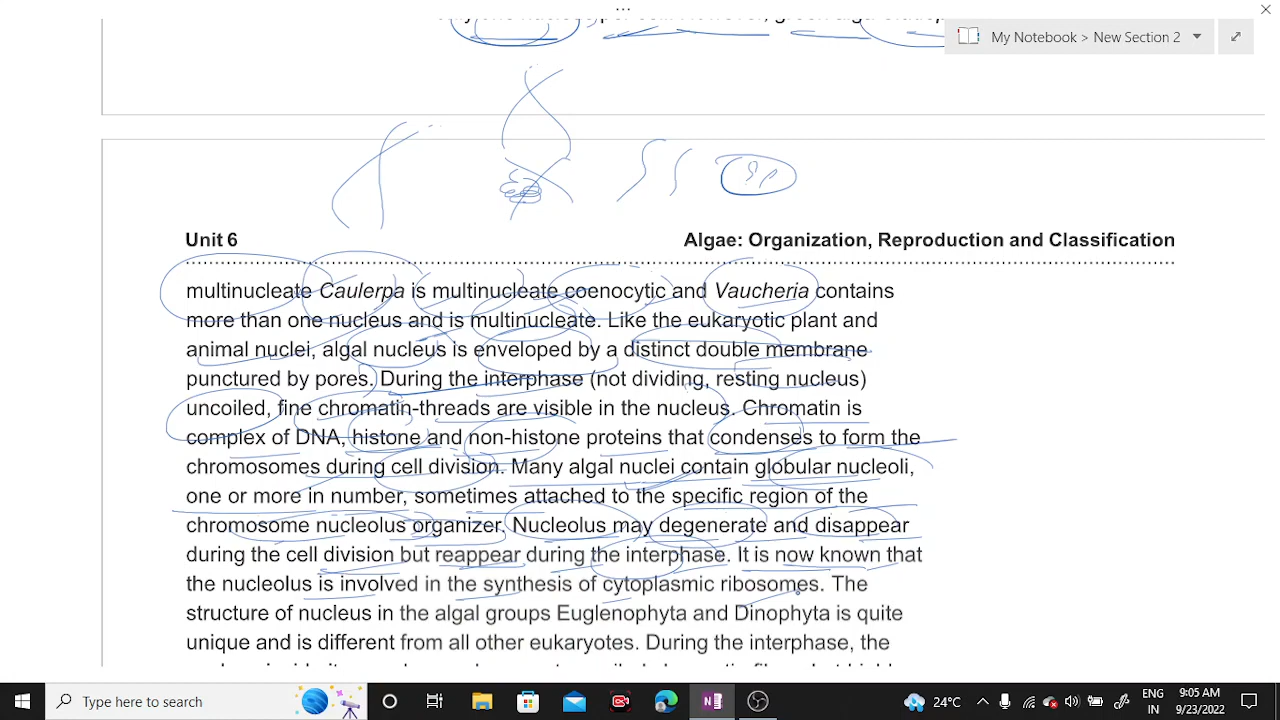 My Notebook > New Section 2
Unit 6 Algae: Organization, Reproduction and Classification
multinucleate Caulerpa is multinucleate coenocytic and Vaucheria contains
more than one nucleus and is multinucleate. Like the eukaryotic plant and
animal nuclei, algal nucleus is enveloped by a distinct double membrane
punctured by pores. During the interphase (not dividing, resting nucleus)
uncoiled, fine chromatin-threads are visible in the nucleus. Chromatin is
complex of DNA, histone and non-histone proteins that condenses to form the
chromosomes during cell division. Many algal nuclei contain globular nucleoli,
one or more in number, sometimes attached to the specific region of the
chromosome nucleolus organizer. Nucleolus may degenerate and disappear
during the cell division but reappear during the interphase. It is now known that
the nucleolus is involved in the synthesis of cytoplasmic ribosomes. The
structure of nucleus in the algal groups Euglenophyta and Dinophyta is quite
unique and is different from all other eukaryotes. During the interphase, the
Type here to search
24°C
ENG
IN
9:05 AM
9/23/2022